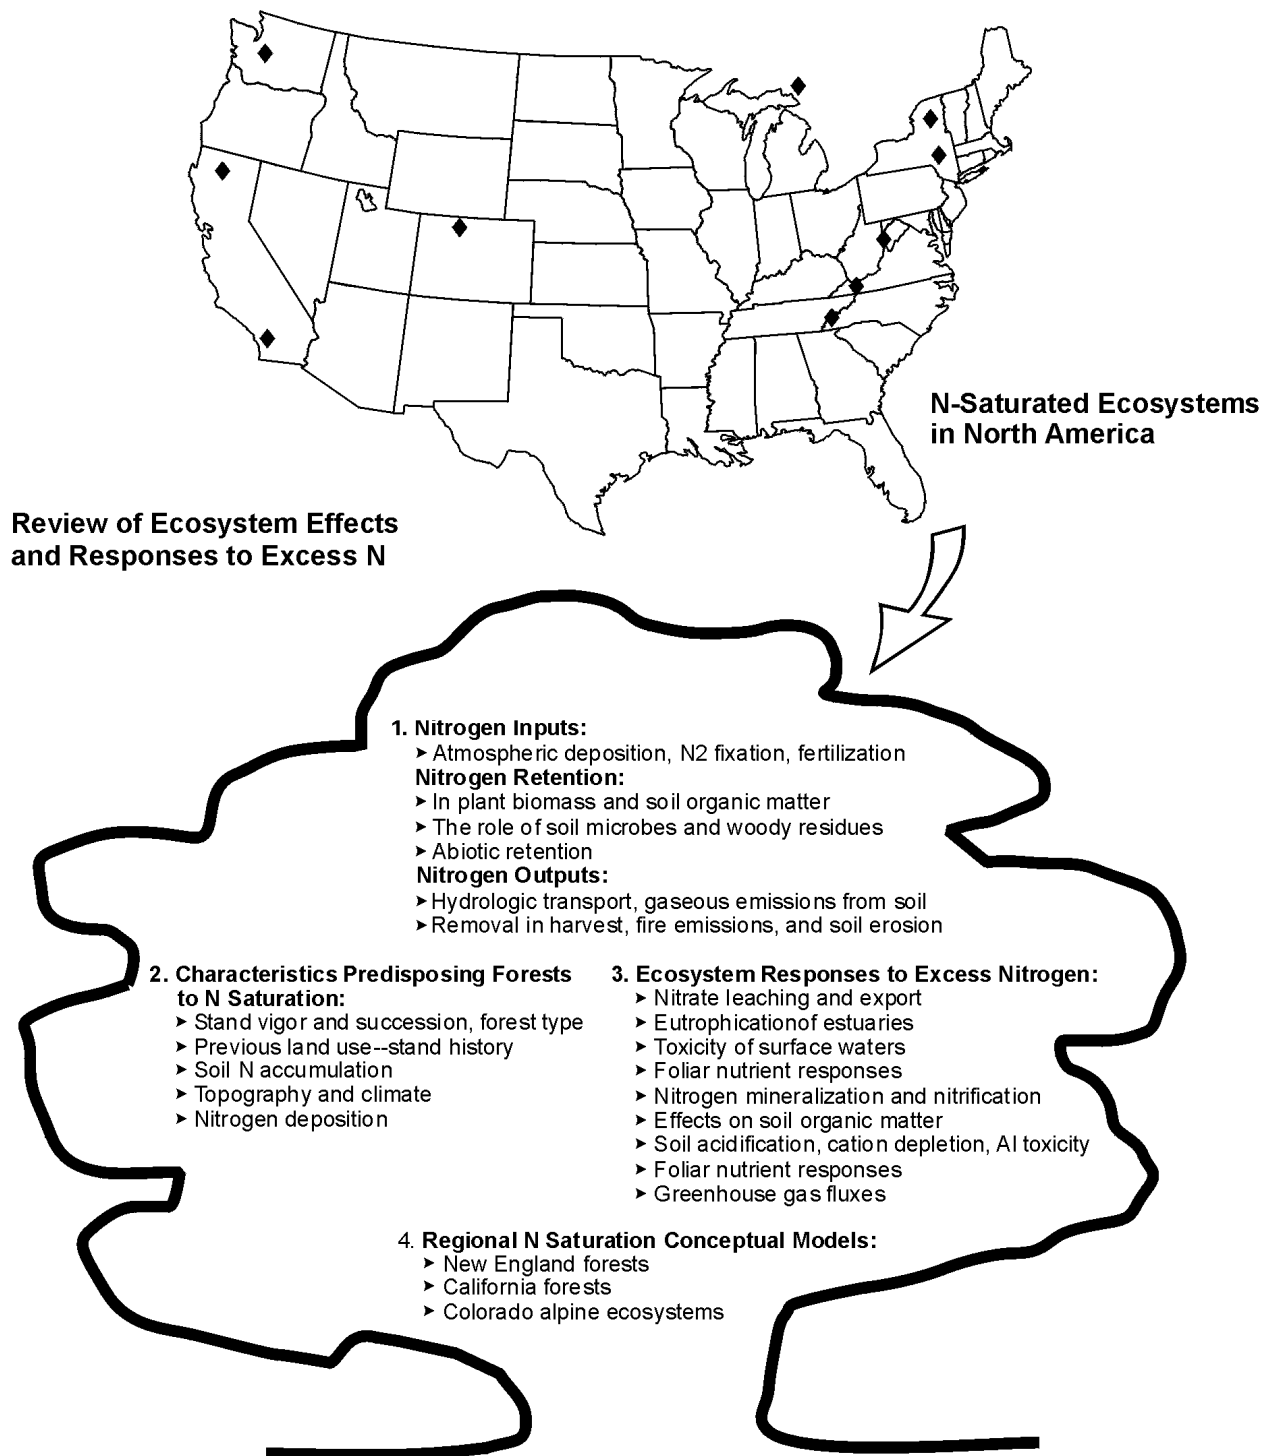 N-Saturated Ecosystems
in North America
Review of Ecosystem Effects
and Responses to Excess N
1. Nitrogen Inputs:
➤ Atmospheric deposition, N2 fixation, fertilization
Nitrogen Retention:
➤ In plant biomass and soil organic matter
➤ The role of soil microbes and woody residues
➤ Abiotic retention
Nitrogen Outputs:
➤ Hydrologic transport, gaseous emissions from soil
➤ Removal in harvest, fire emissions, and soil erosion
2. Characteristics Predisposing Forests
to N Saturation:
➤ Stand vigor and succession, forest type
➤ Previous land use--stand history
➤ Soil N accumulation
➤ Topography and climate
➤ Nitrogen deposition
3. Ecosystem Responses to Excess Nitrogen:
➤ Nitrate leaching and export
➤ Eutrophicationof estuaries
➤ Toxicity of surface waters
➤ Foliar nutrient responses
➤ Nitrogen mineralization and nitrification
➤ Effects on soil organic matter
➤ Soil acidification, cation depletion, Al toxicity
➤ Foliar nutrient responses
➤ Greenhouse gas fluxes
4. Regional N Saturation Conceptual Models:
➤ New England forests
➤ California forests
➤ Colorado alpine ecosystems